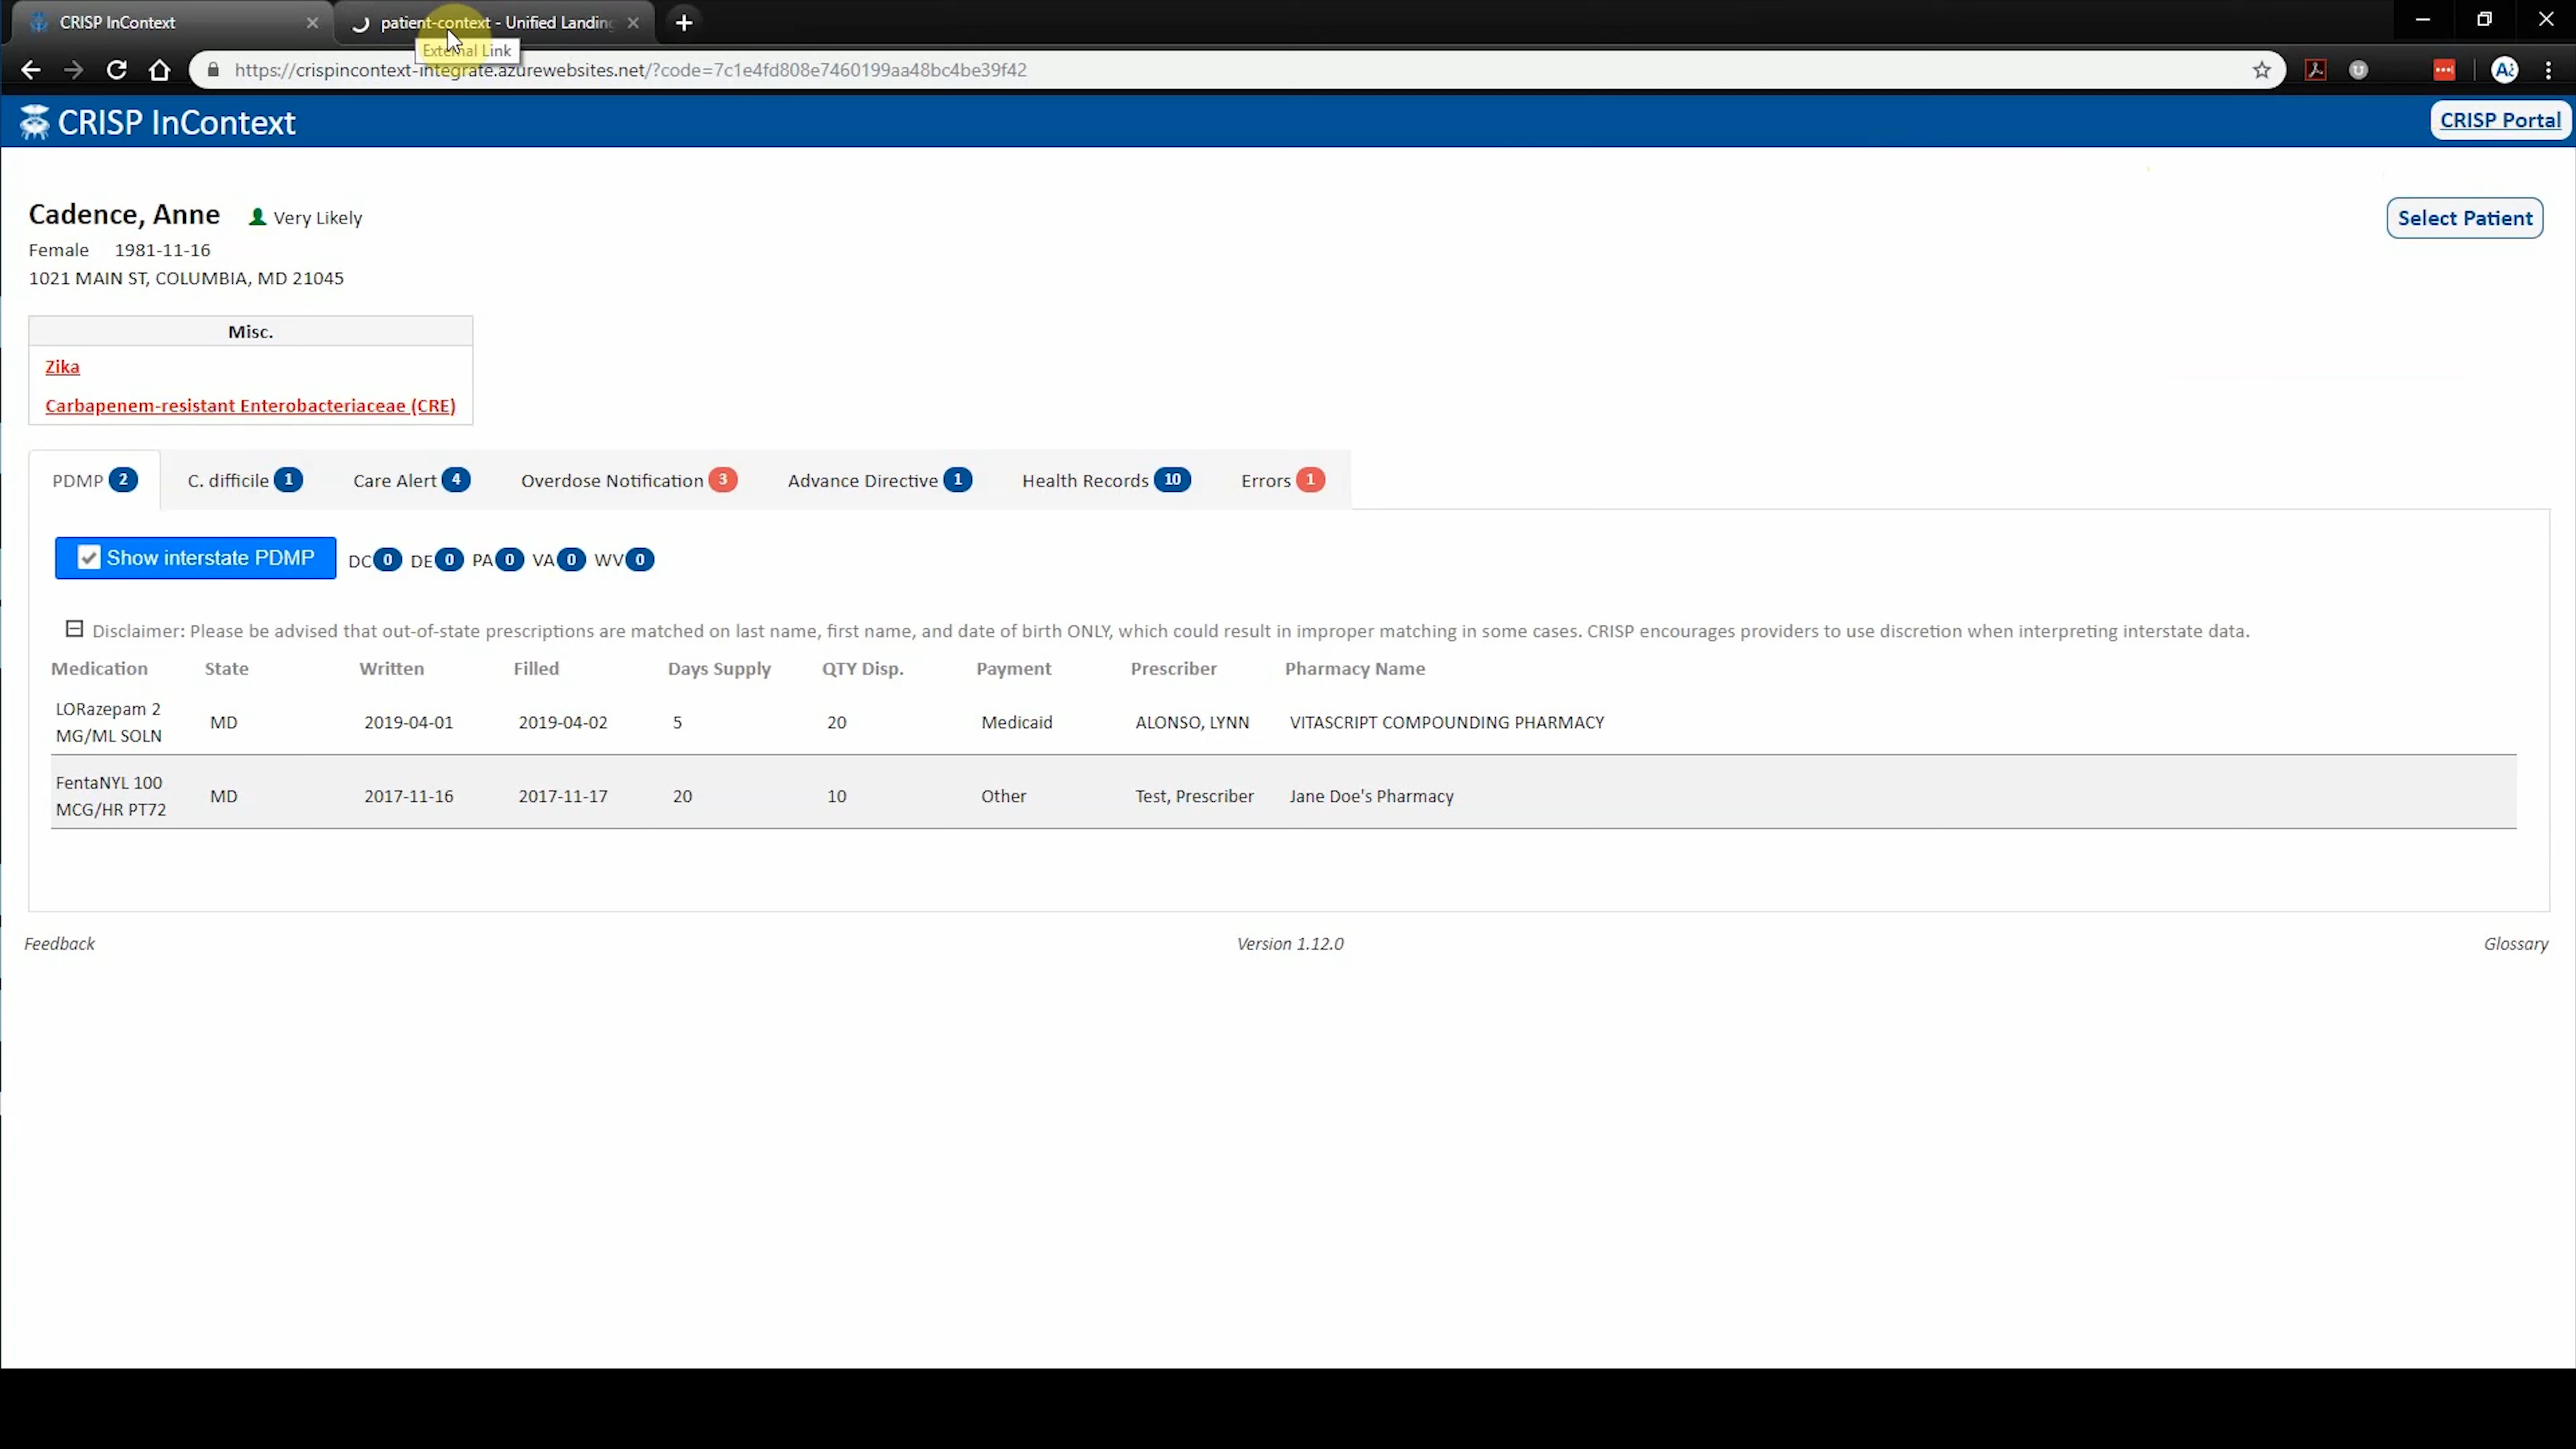 CRISP InContext
patient-context - Unified Landing
External Link
https://crispincontext-integrate.azurewebsites.net/?code=7c1e4fd808e7460199aa48bc4be39f42
CRISP InContext
CRISP Portal
Cadence, Anne Very Likely
Select Patient
Female 1981-11-16
1021 MAIN ST, COLUMBIA, MD 21045
Misc.
Zika
Carbapenem-resistant Enterobacteriaceae (CRE)
PDMP 2 C. difficile 1 Care Alert 4 Overdose Notification 3 Advance Directive 1 Health Records 10 Errors 1
Show interstate PDMP DC 0 DE 0 PA 0 VA 0 WV 0
Disclaimer: Please be advised that out-of-state prescriptions are matched on last name, first name, and date of birth ONLY, which could result in improper matching in some cases. CRISP encourages providers to use discretion when interpreting interstate data.
Medication State Written Filled Days Supply QTY Disp. Payment Prescriber Pharmacy Name
LORazepam 2
MG/ML SOLN MD 2019-04-01 2019-04-02 5 20 Medicaid ALONSO, LYNN VITASCRIPT COMPOUNDING PHARMACY
FentaNYL 100
MCG/HR PT72 MD 2017-11-16 2017-11-17 20 10 Other Test, Prescriber Jane Doe's Pharmacy
Feedback Version 1.12.0 Glossary